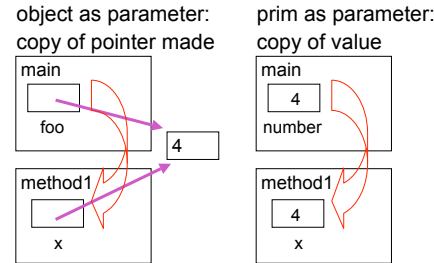 object as parameter:
copy of pointer made
main
foo
4
method1
x
prim as parameter:
copy of value
main
4
number
method1
4
x